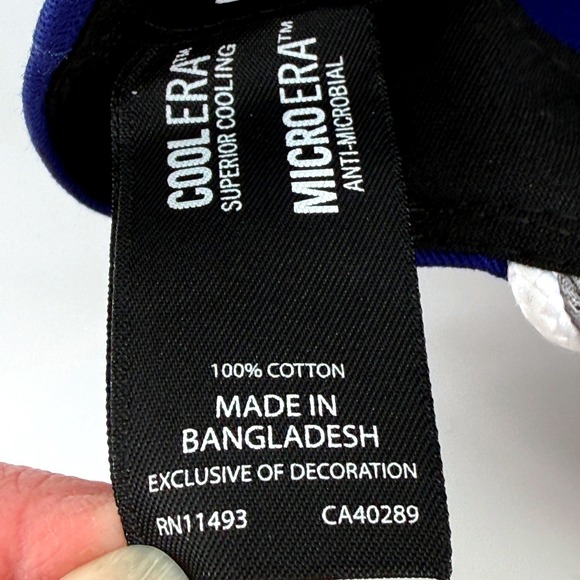 COOLERA™
SUPERIOR COOLING
MICROERA™
ANTI-MICROBIAL
100% COTTON
MADE IN
BANGLADESH
EXCLUSIVE OF DECORATION
RN11493 CA40289